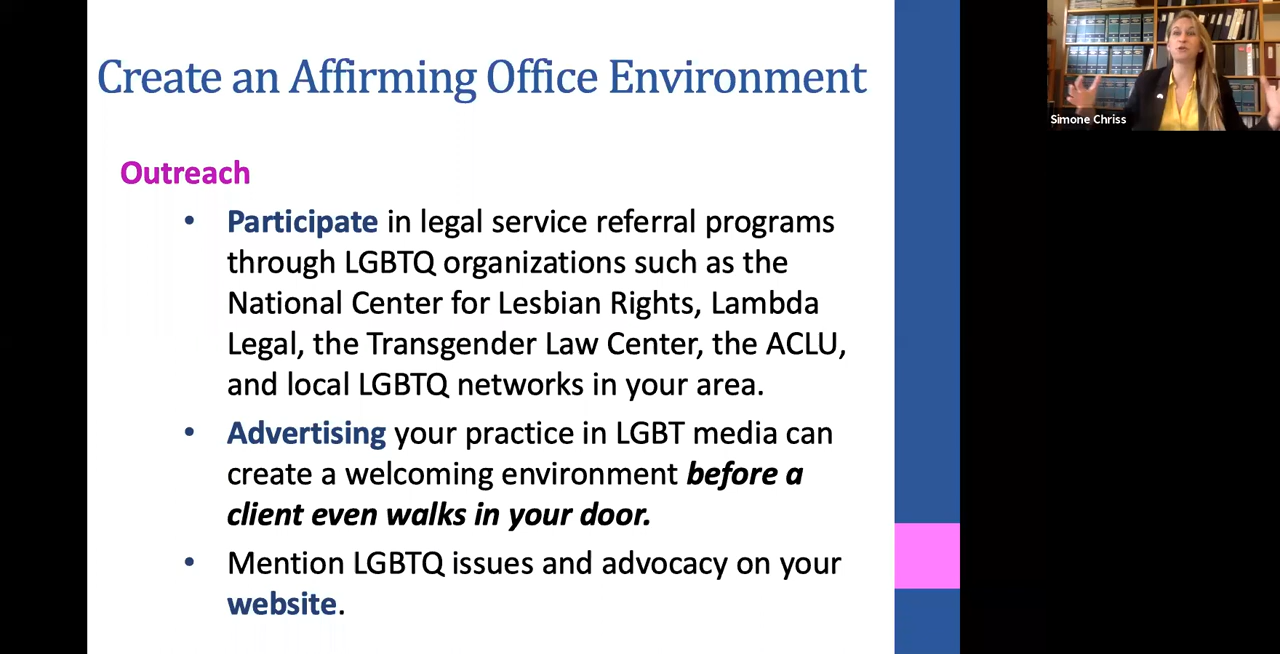 Create an Affirming Office Environment
Simone Chriss
Outreach
• Participate in legal service referral programs
through LGBTQ organizations such as the
National Center for Lesbian Rights, Lambda
Legal, the Transgender Law Center, the ACLU,
and local LGBTQ networks in your area.
• Advertising your practice in LGBT media can
create a welcoming environment before a
client even walks in your door.
• Mention LGBTQ issues and advocacy on your
website.